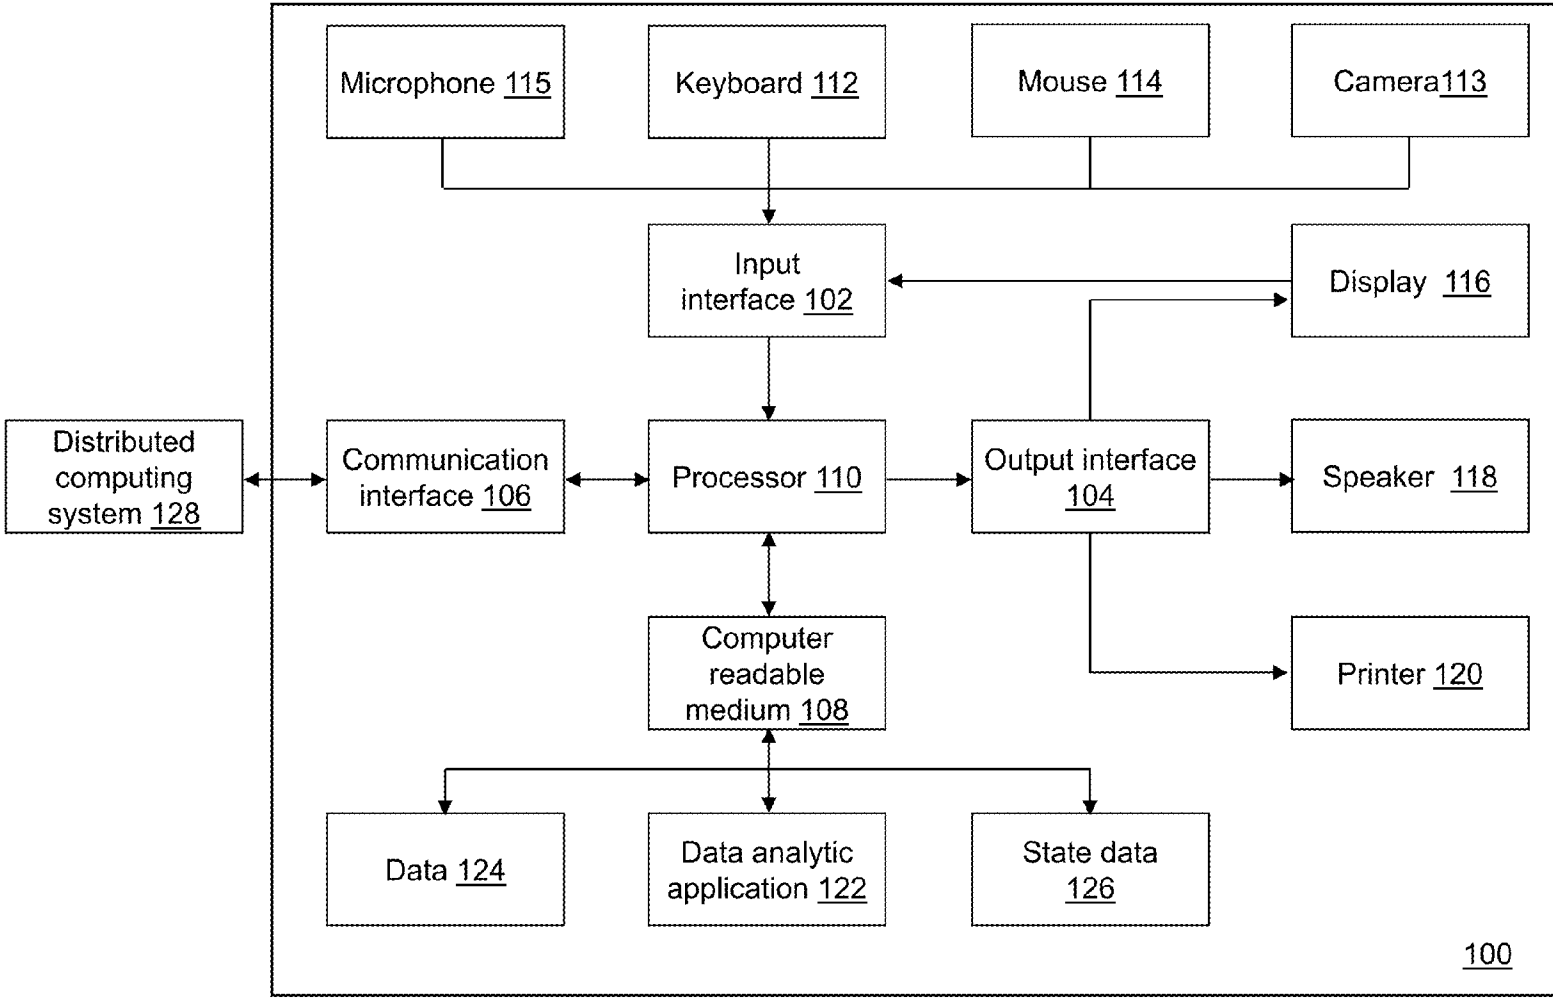 Microphone 115
Keyboard 112
Mouse 114
Camera113
Input
interface 102
Display 116
Distributed
computing
system 128
Communication
interface 106
Processor 110
Output interface
104
Speaker 118
Computer
readable
medium 108
Printer 120
Data 124
Data analytic
application 122
State data
126
100